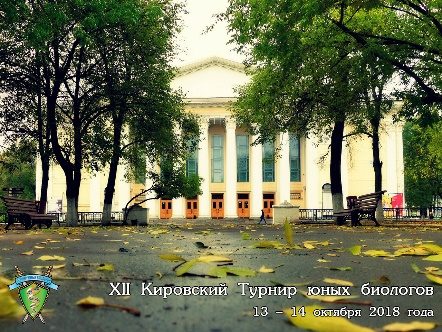 XII Кировский Турнир юных биологов
13 – 14 октября 2018 года